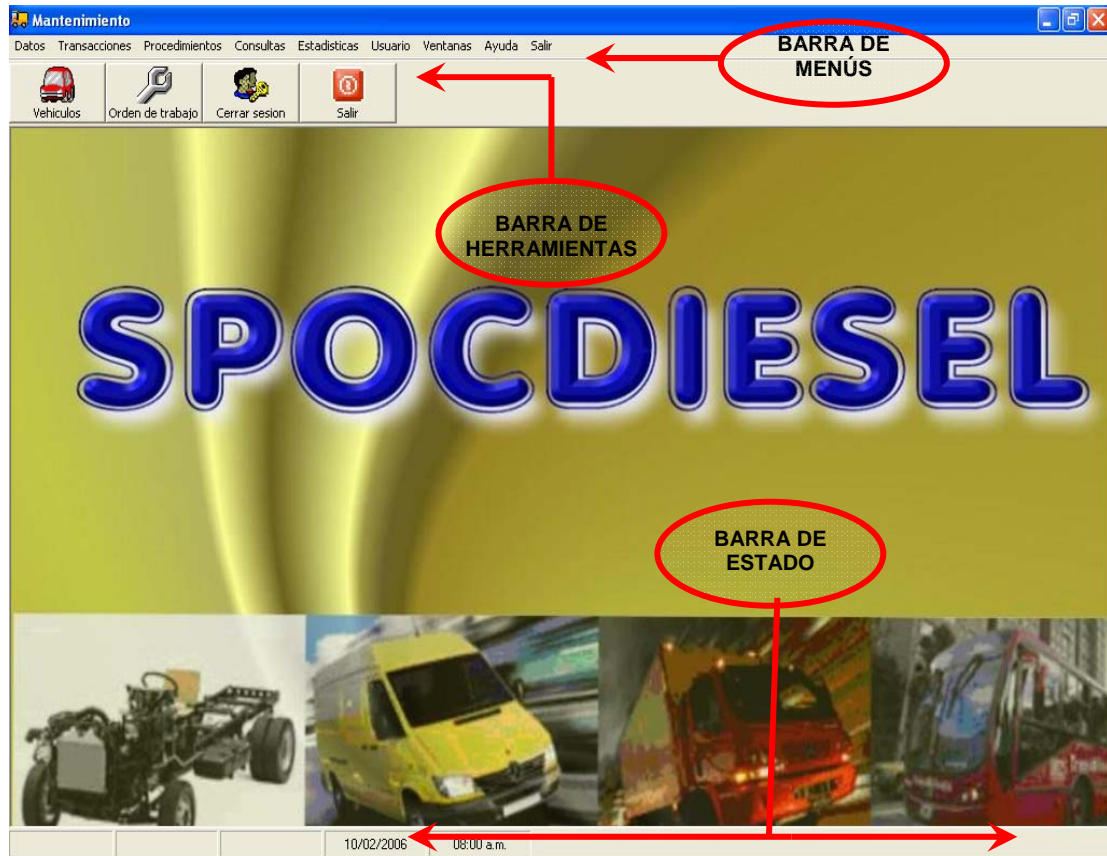 Mantenimiento
Datos Transacciones Procedimientos Consultas Estadisticas Usuario Ventanas Ayuda Salir
BARRA DE
MENÚS
Vehiculos Orden de trabajo Cerrar sesion Salir
BARRA DE
HERRAMIENTAS
SPOCDIESEL
BARRA DE
ESTADO
10/02/2006 08:00 a.m.